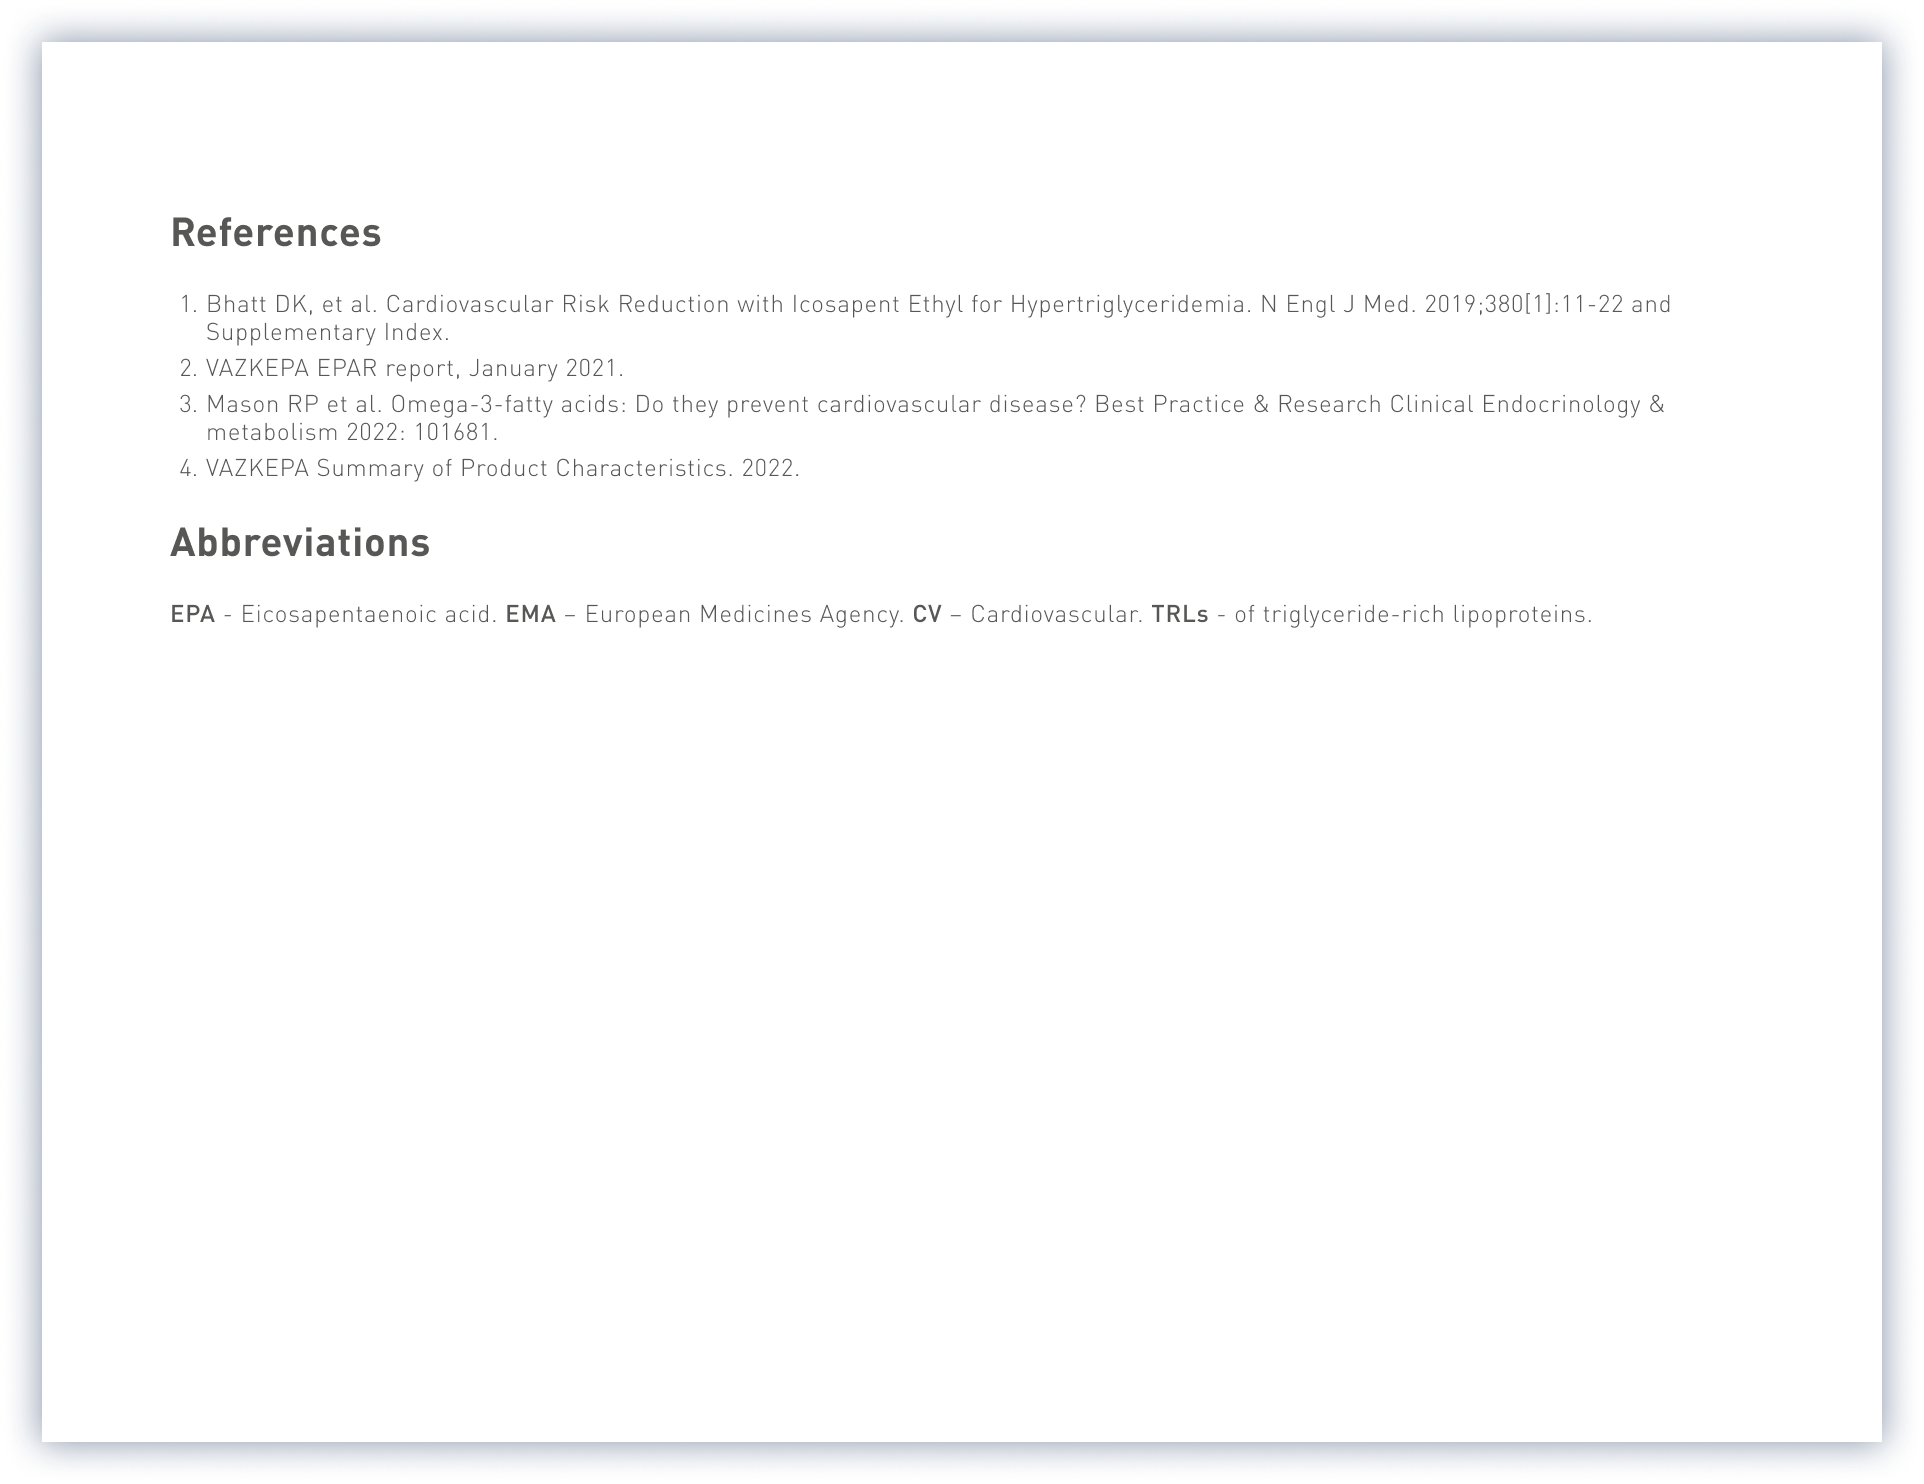 References
1. Bhatt DK, et al. Cardiovascular Risk Reduction with Icosapent Ethyl for Hypertriglyceridemia. N Engl J Med. 2019;380[1]:11-22 and
Supplementary Index.
2. VAZKEPA EPAR report, January 2021.
3. Mason RP et al. Omega-3-fatty acids: Do they prevent cardiovascular disease? Best Practice & Research Clinical Endocrinology &
metabolism 2022: 101681.
4. VAZKEPA Summary of Product Characteristics. 2022.
Abbreviations
EPA - Eicosapentaenoic acid. EMA – European Medicines Agency. CV – Cardiovascular. TRLs - of triglyceride-rich lipoproteins.